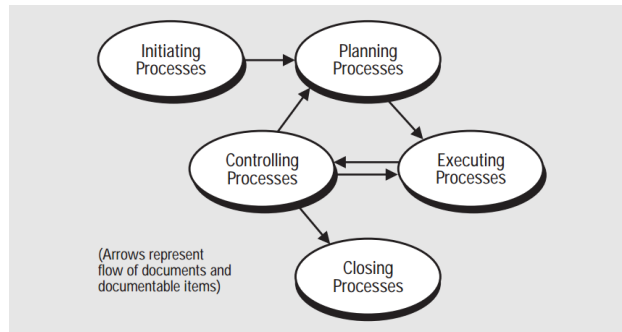 Initiating
Processes
Planning
Processes
Controlling
Processes
Executing
Processes
(Arrows represent
flow of documents and
documentable items)
Closing
Processes